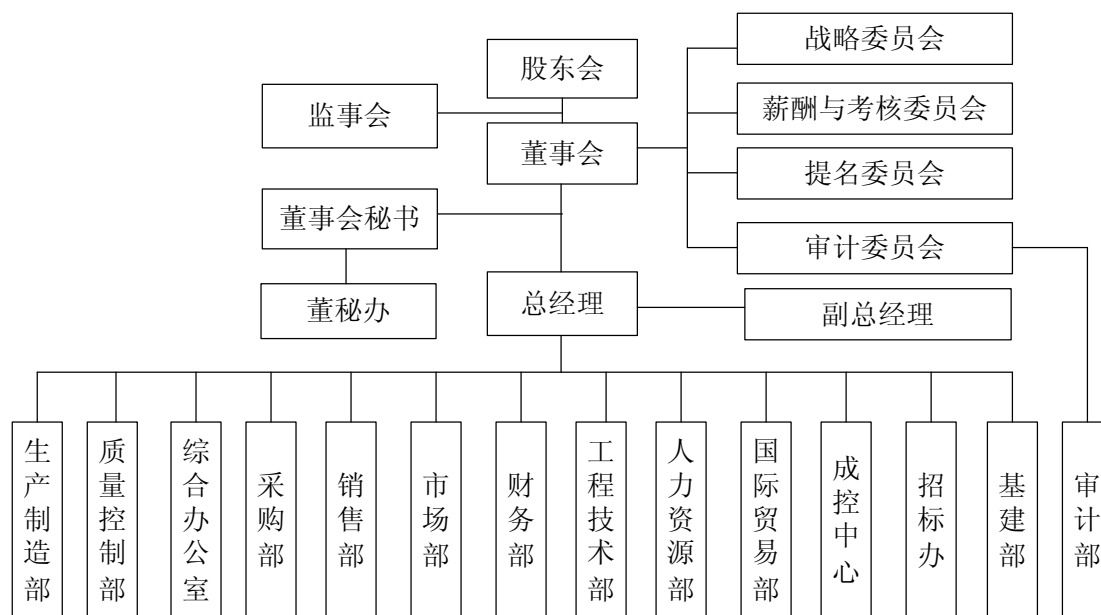 战略委员会
股东会
监事会
薪酬与考核委员会
董事会
提名委员会
董事会秘书
审计委员会
总经理
董秘办
副总经理
生产制造部
质量控制部
综合办公室
采购部
销售部
市场部
财务部
工程技术部
人力资源部
国际贸易部
成控中心
招标办
基建部
审计部